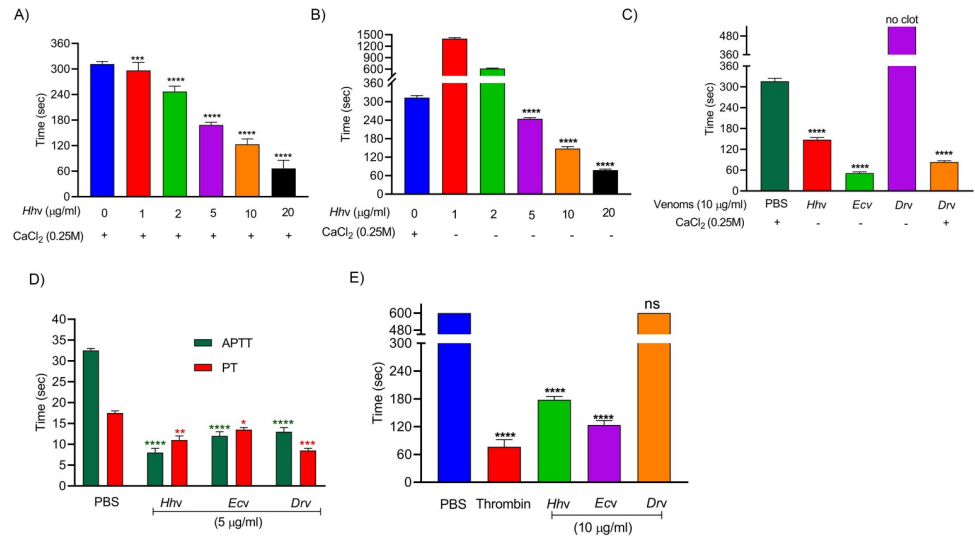 A)
360
300
240
180
120
60
0
Time (sec)
***
****
****
****
****
Hhv (μg/ml) 0 1 2 5 10 20
CaCl2 (0.25M) + + + + + +
B)
1500
1200
900
600
360
300
240
180
120
60
0
Time (sec)
****
****
****
Hhv (μg/ml) 0 1 2 5 10 20
CaCl2 (0.25M) + - - - - -
C)
no clot
480
360
360
300
240
180
120
60
0
Time (sec)
****
****
****
Venoms (10 μg/ml) PBS Hhv Ecv Drv Drv
CaCl2 (0.25M) + - - - +
D)
40
35
30
25
20
15
10
5
0
Time (sec)
APTT
PT
**** ** **** * **** ***
PBS Hhv Ecv Drv
(5 μg/ml)
E)
600
480
300
240
180
120
60
0
Time (sec)
ns
****
****
****
PBS Thrombin Hhv Ecv Drv
(10 μg/ml)